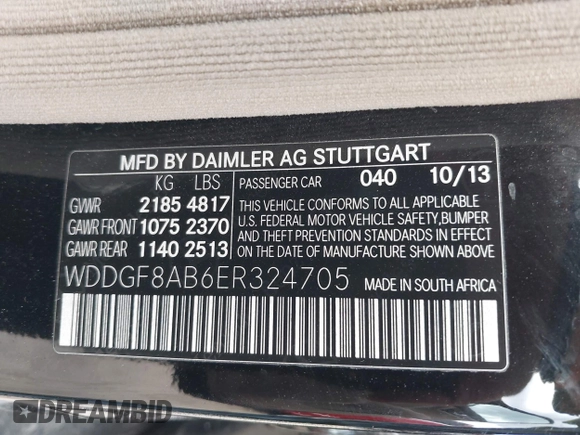 MFD BY DAIMLER AG STUTTGART
KG LBS
GVWR 2185 4817
GAWR FRONT 1075 2370
GAWR REAR 1140 2513
PASSENGER CAR 040 10/13
THIS VEHICLE CONFORMS TO ALL APPLICABLE
U.S. FEDERAL MOTOR VEHICLE SAFETY, BUMPER
AND THEFT PREVENTION STANDARDS IN EFFECT ON
THE DATE OF MANUFACTURE SHOWN ABOVE.
WDDGF8AB6ER324705
MADE IN SOUTH AFRICA
DREAMBID